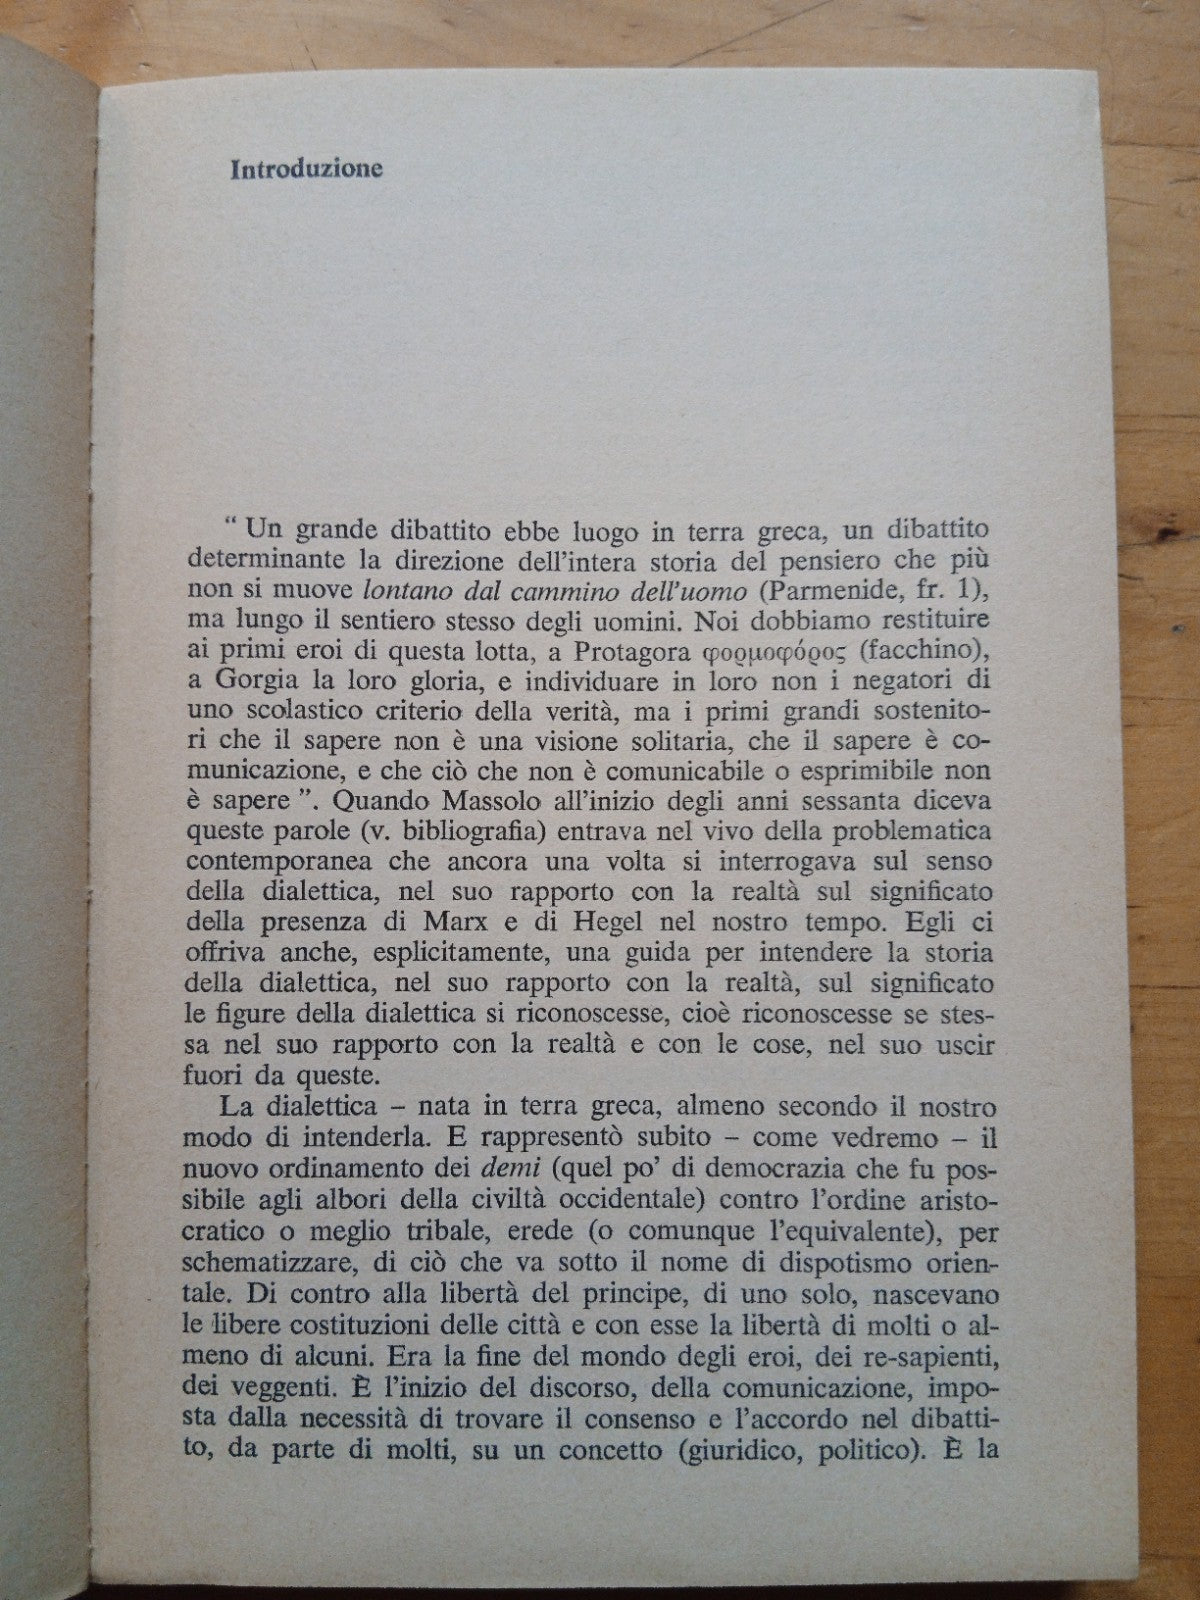 Introduzione
“ Un grande dibattito ebbe luogo in terra greca, un dibattito
determinante la direzione dell’intera storia del pensiero che più
non si muove lontano dal cammino dell’uomo (Parmenide, fr. 1),
ma lungo il sentiero stesso degli uomini. Noi dobbiamo restituire
ai primi eroi di questa lotta, a Protagora φορμοφόρος (facchino),
a Gorgia la loro gloria, e individuare in loro non i negatori di
uno scolastico criterio della verità, ma i primi grandi sostenito-
ri che il sapere non è una visione solitaria, che il sapere è co-
municazione, e che ciò che non è comunicabile o esprimibile non
è sapere ”. Quando Massolo all’inizio degli anni sessanta diceva
queste parole (v. bibliografia) entrava nel vivo della problematica
contemporanea che ancora una volta si interrogava sul senso
della dialettica, nel suo rapporto con la realtà sul significato
della presenza di Marx e di Hegel nel nostro tempo. Egli ci
offriva anche, esplicitamente, una guida per intendere la storia
della dialettica, nel suo rapporto con la realtà, sul significato
le figure della dialettica si riconoscesse, cioè riconoscesse se stes-
sa nel suo rapporto con la realtà e con le cose, nel suo uscir
fuori da queste.
La dialettica – nata in terra greca, almeno secondo il nostro
modo di intenderla. E rappresentò subito – come vedremo – il
nuovo ordinamento dei demi (quel po’ di democrazia che fu pos-
sibile agli albori della civiltà occidentale) contro l’ordine aristo-
cratico o meglio tribale, erede (o comunque l’equivalente), per
schematizzare, di ciò che va sotto il nome di dispotismo orien-
tale. Di contro alla libertà del principe, di uno solo, nascevano
le libere costituzioni delle città e con esse la libertà di molti o al-
meno di alcuni. Era la fine del mondo degli eroi, dei re-sapienti,
dei veggenti. È l’inizio del discorso, della comunicazione, impo-
sta dalla necessità di trovare il consenso e l’accordo nel dibatti-
to, da parte di molti, su un concetto (giuridico, politico). È la